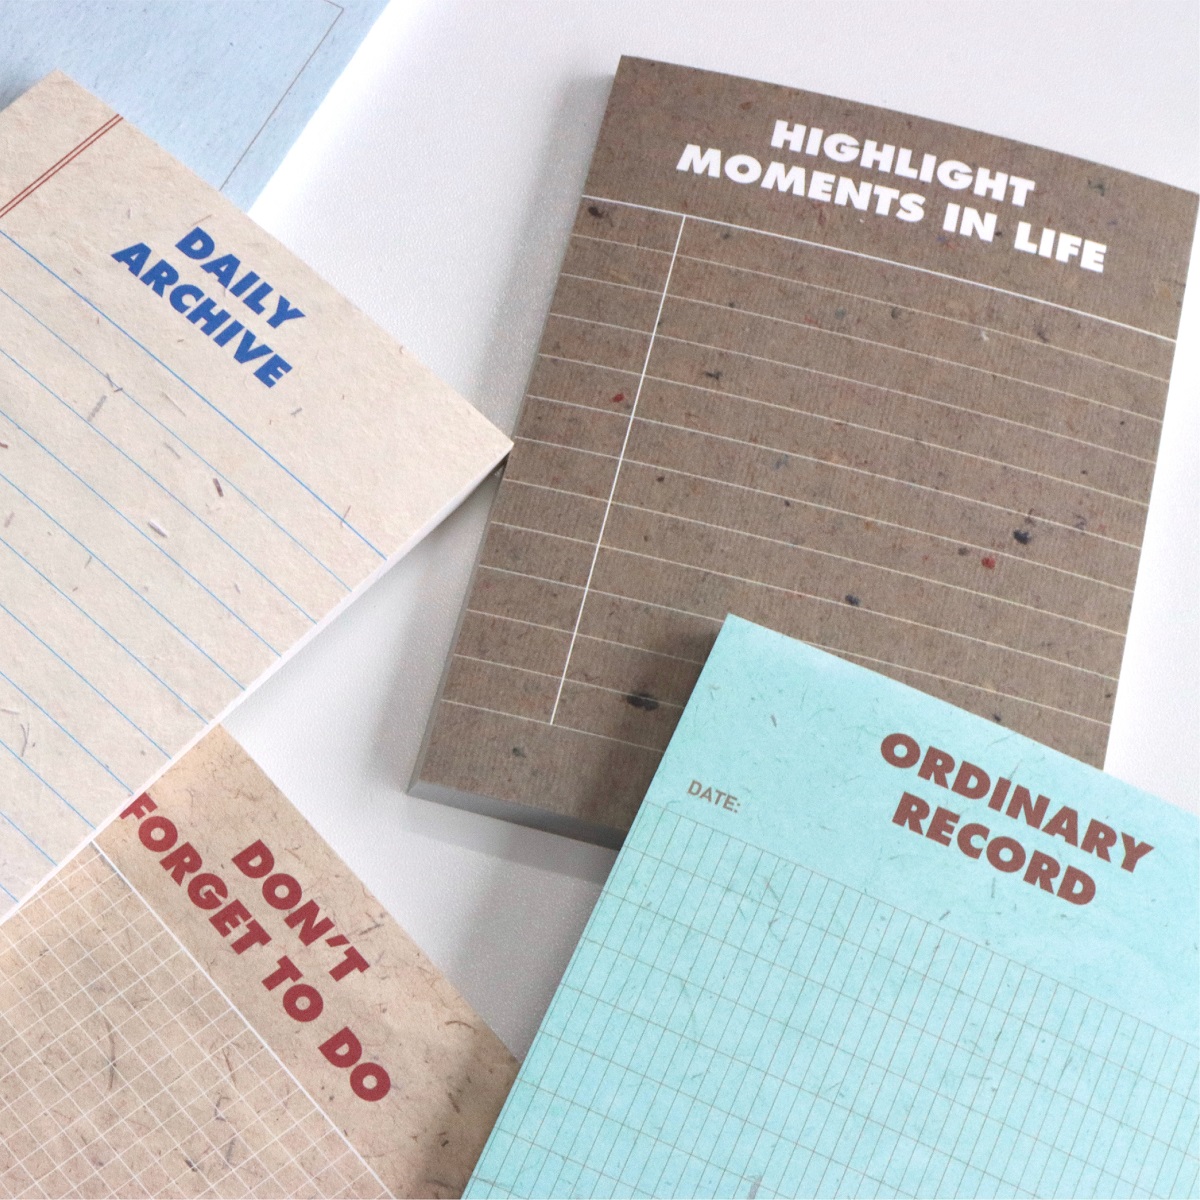 HIGHLIGHT
MOMENTS IN LIFE
DAILY
ARCHIVE
ORDINARY
RECORD
DATE:
DON'T
FORGET TO DO